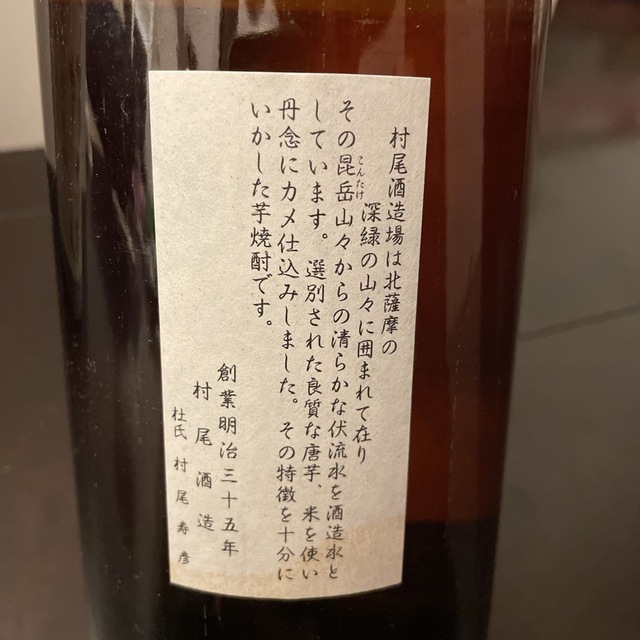 村尾酒造場は北薩摩の
深緑の山々に囲まれて在り
その昆岳山々からの清らかな伏流水を酒造水と
こんたけ
しています。選別された良質な唐芋、米を使い
丹念にカメ仕込みしました。その特徴を十分に
いかした芋焼酎です。
創業明治三十五年
村尾酒造
杜氏 村尾寿彦